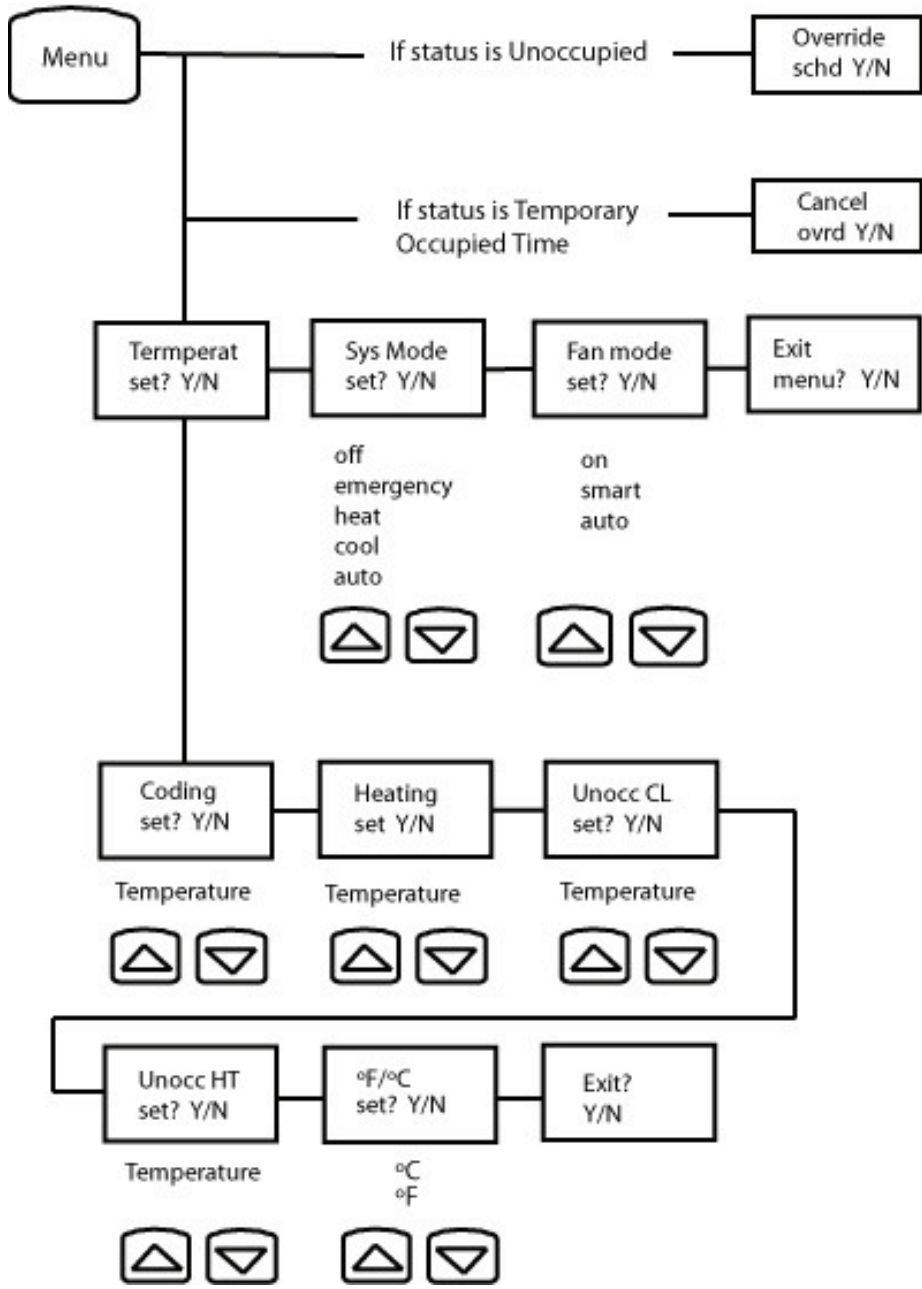 Menu
If status is Unoccupied
Override
schd Y/N
If status is Temporary
Occupied Time
Cancel
ovrd Y/N
Termperat
set? Y/N
Sys Mode
set? Y/N
Fan mode
set? Y/N
Exit
menu? Y/N
off
emergency
heat
cool
auto
on
smart
auto
Coding
set? Y/N
Heating
set Y/N
Unocc CL
set? Y/N
Temperature
Temperature
Temperature
Unocc HT
set? Y/N
ºF/ºC
set? Y/N
Exit?
Y/N
Temperature
ºC
ºF